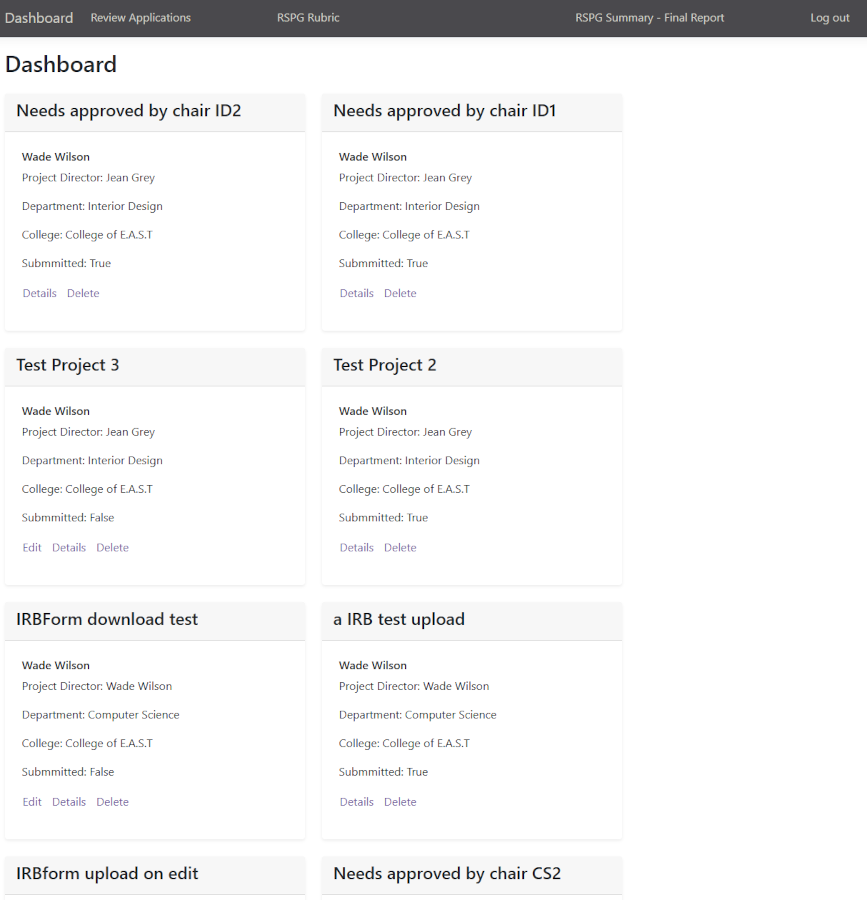 Dashboard Review Applications RSPG Rubric RSPG Summary - Final Report Log out
Dashboard
Needs approved by chair ID2
Wade Wilson
Project Director: Jean Grey
Department: Interior Design
College: College of E.A.S.T
Submmitted: True
Details Delete
Needs approved by chair ID1
Wade Wilson
Project Director: Jean Grey
Department: Interior Design
College: College of E.A.S.T
Submmitted: True
Details Delete
Test Project 3
Wade Wilson
Project Director: Jean Grey
Department: Interior Design
College: College of E.A.S.T
Submmitted: False
Edit Details Delete
Test Project 2
Wade Wilson
Project Director: Jean Grey
Department: Interior Design
College: College of E.A.S.T
Submmitted: True
Details Delete
IRBForm download test
Wade Wilson
Project Director: Wade Wilson
Department: Computer Science
College: College of E.A.S.T
Submmitted: False
Edit Details Delete
a IRB test upload
Wade Wilson
Project Director: Wade Wilson
Department: Computer Science
College: College of E.A.S.T
Submmitted: True
Details Delete
IRBform upload on edit
Needs approved by chair CS2